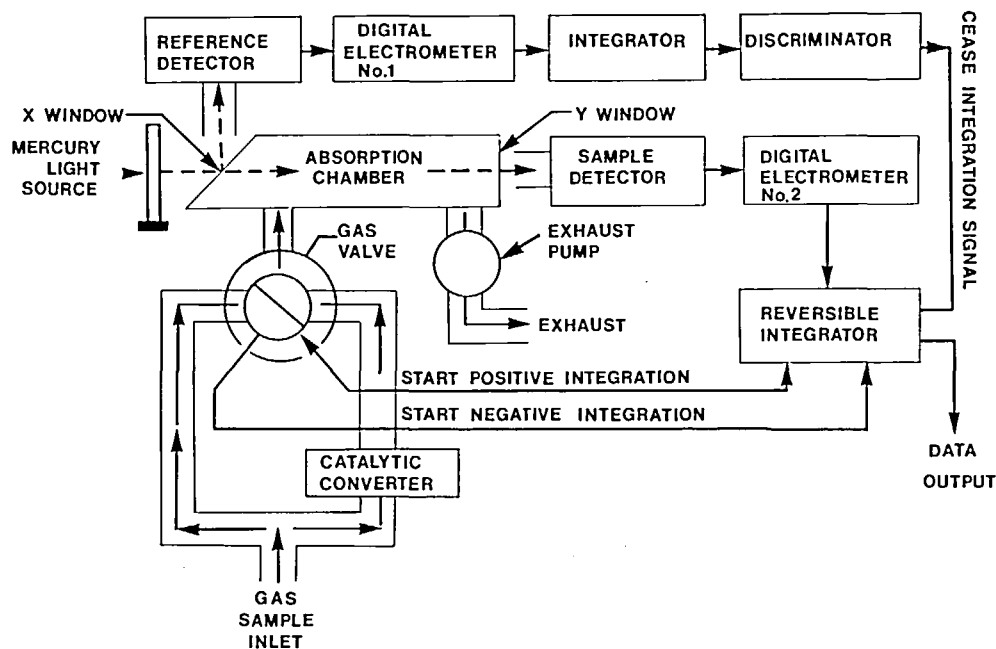 REFERENCE
DETECTOR
DIGITAL
ELECTROMETER
No.1
INTEGRATOR
DISCRIMINATOR
CEASE INTEGRATION SIGNAL
X WINDOW
MERCURY
LIGHT
SOURCE
ABSORPTION
CHAMBER
Y WINDOW
SAMPLE
DETECTOR
DIGITAL
ELECTROMETER
No.2
GAS
VALVE
EXHAUST
PUMP
EXHAUST
REVERSIBLE
INTEGRATOR
START POSITIVE INTEGRATION
START NEGATIVE INTEGRATION
DATA
OUTPUT
CATALYTIC
CONVERTER
GAS
SAMPLE
INLET